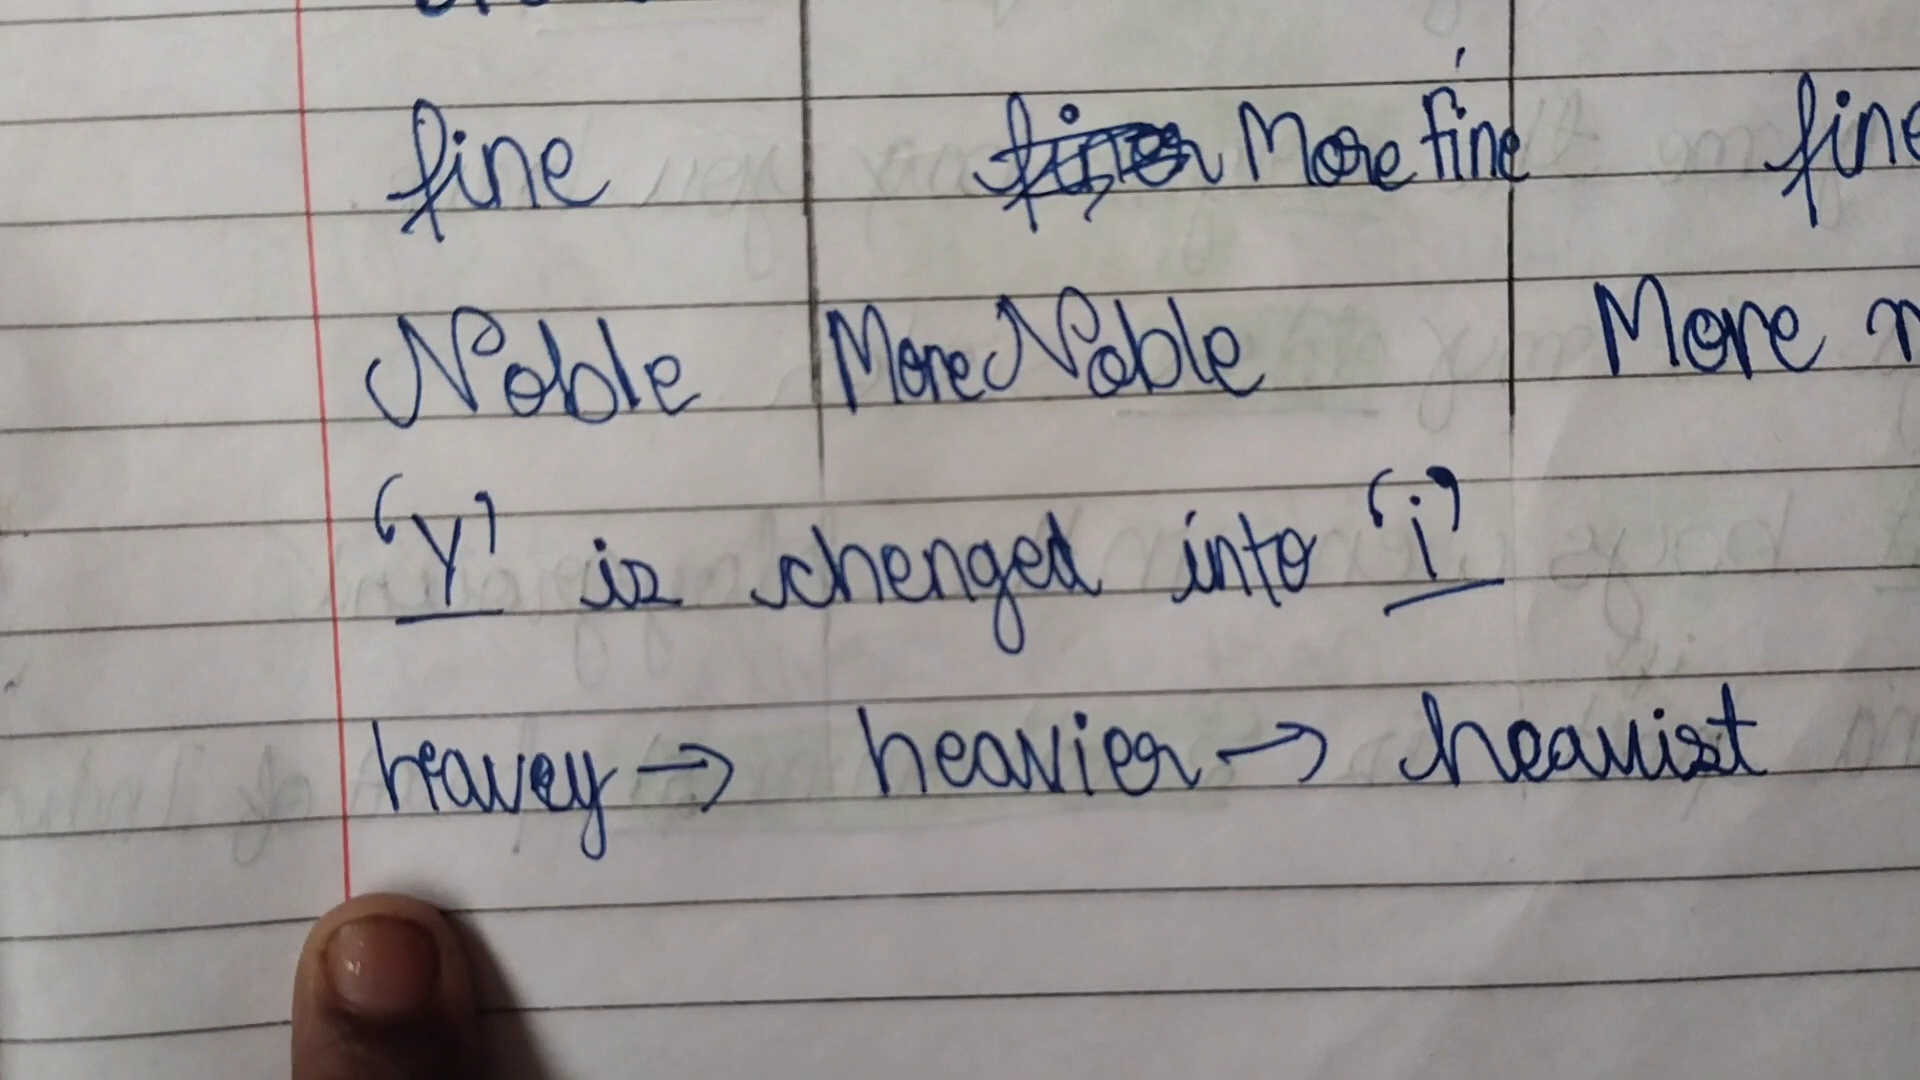 fine More fine fine
Noble More Noble More
'Y' is chenged into 'i'
heavey → heavier → heavist